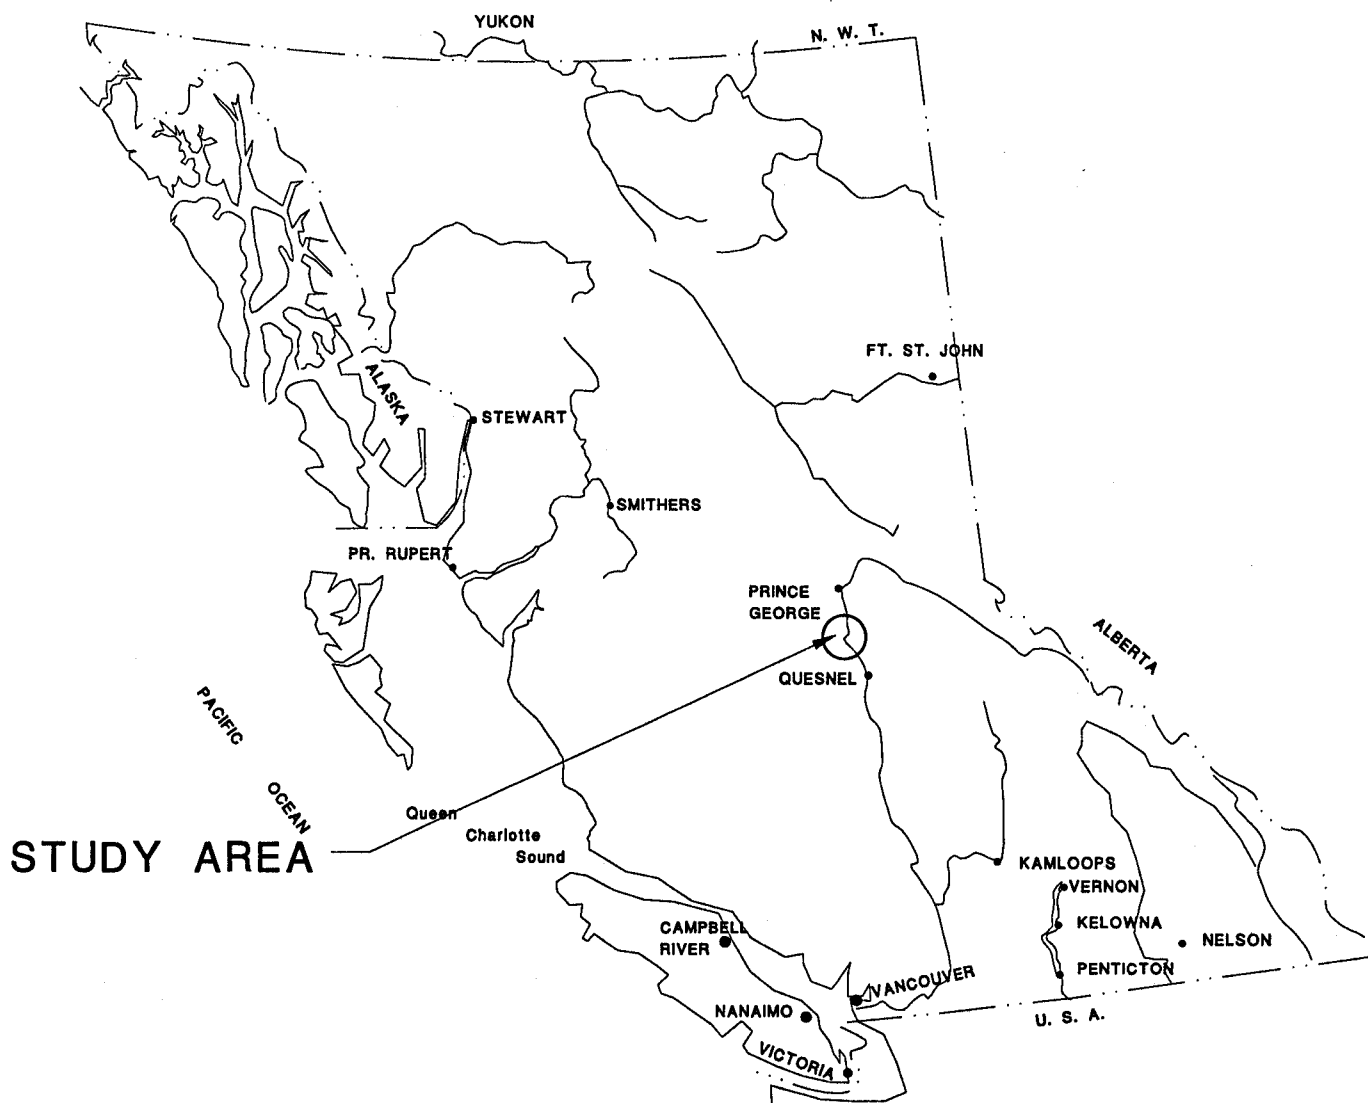 YUKON
N. W. T.
FT. ST. JOHN
ALASKA
STEWART
SMITHERS
PR. RUPERT
PRINCE
GEORGE
ALBERTA
QUESNEL
PACIFIC
OCEAN
Queen
Charlotte
Sound
STUDY AREA
KAMLOOPS
VERNON
CAMPBELL
RIVER
KELOWNA
NELSON
PENTICTON
VANCOUVER
NANAIMO
U. S. A.
VICTORIA